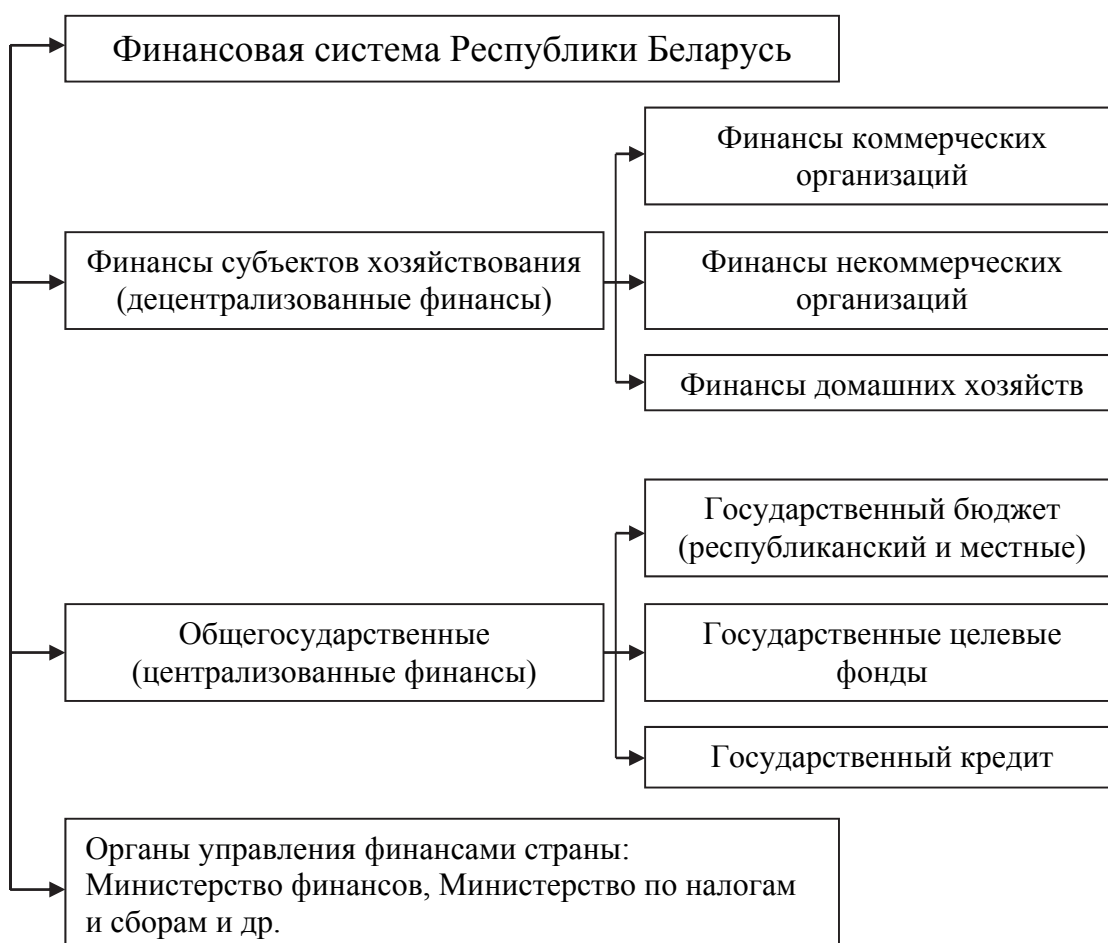 Финансовая система Республики Беларусь
Финансы коммерческих
организаций
Финансы субъектов хозяйствования
(децентрализованные финансы)
Финансы некоммерческих
организаций
Финансы домашних хозяйств
Государственный бюджет
(республиканский и местные)
Общегосударственные
(централизованные финансы)
Государственные целевые
фонды
Государственный кредит
Органы управления финансами страны:
Министерство финансов, Министерство по налогам
и сборам и др.